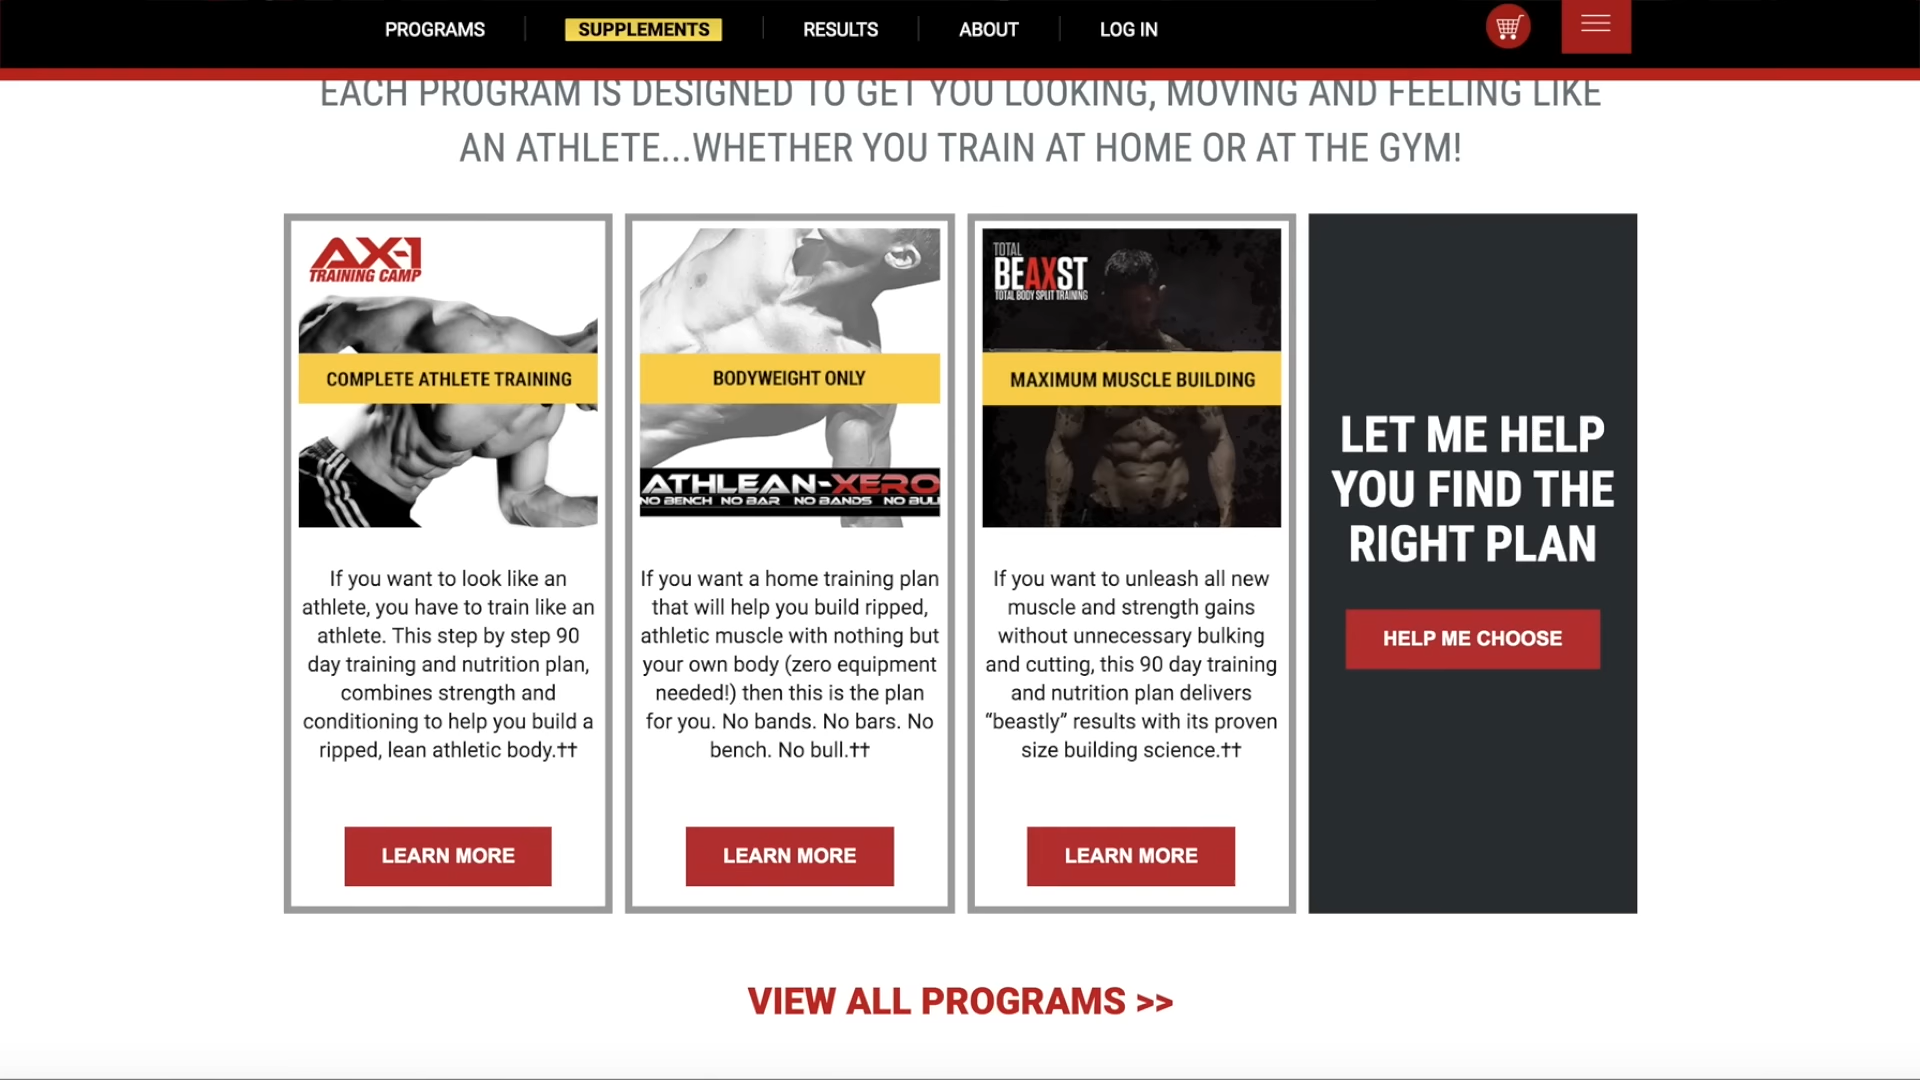 PROGRAMS
SUPPLEMENTS
RESULTS
ABOUT
LOG IN
EACH PROGRAM IS DESIGNED TO GET YOU LOOKING, MOVING AND FEELING LIKE
AN ATHLETE...WHETHER YOU TRAIN AT HOME OR AT THE GYM!
AX-1
TRAINING CAMP
COMPLETE ATHLETE TRAINING
If you want to look like an
athlete, you have to train like an
athlete. This step by step 90
day training and nutrition plan,
combines strength and
conditioning to help you build a
ripped, lean athletic body.††
LEARN MORE
BODYWEIGHT ONLY
ATHLEAN-XERO
NO BENCH NO BAR NO BANDS NO BUL
If you want a home training plan
that will help you build ripped,
athletic muscle with nothing but
your own body (zero equipment
needed!) then this is the plan
for you. No bands. No bars. No
bench. No bull.††
LEARN MORE
TOTAL
BEAXST
TOTAL BODY SPLIT TRAINING
MAXIMUM MUSCLE BUILDING
If you want to unleash all new
muscle and strength gains
without unnecessary bulking
and cutting, this 90 day training
and nutrition plan delivers
“beastly” results with its proven
size building science.††
LEARN MORE
LET ME HELP
YOU FIND THE
RIGHT PLAN
HELP ME CHOOSE
VIEW ALL PROGRAMS >>